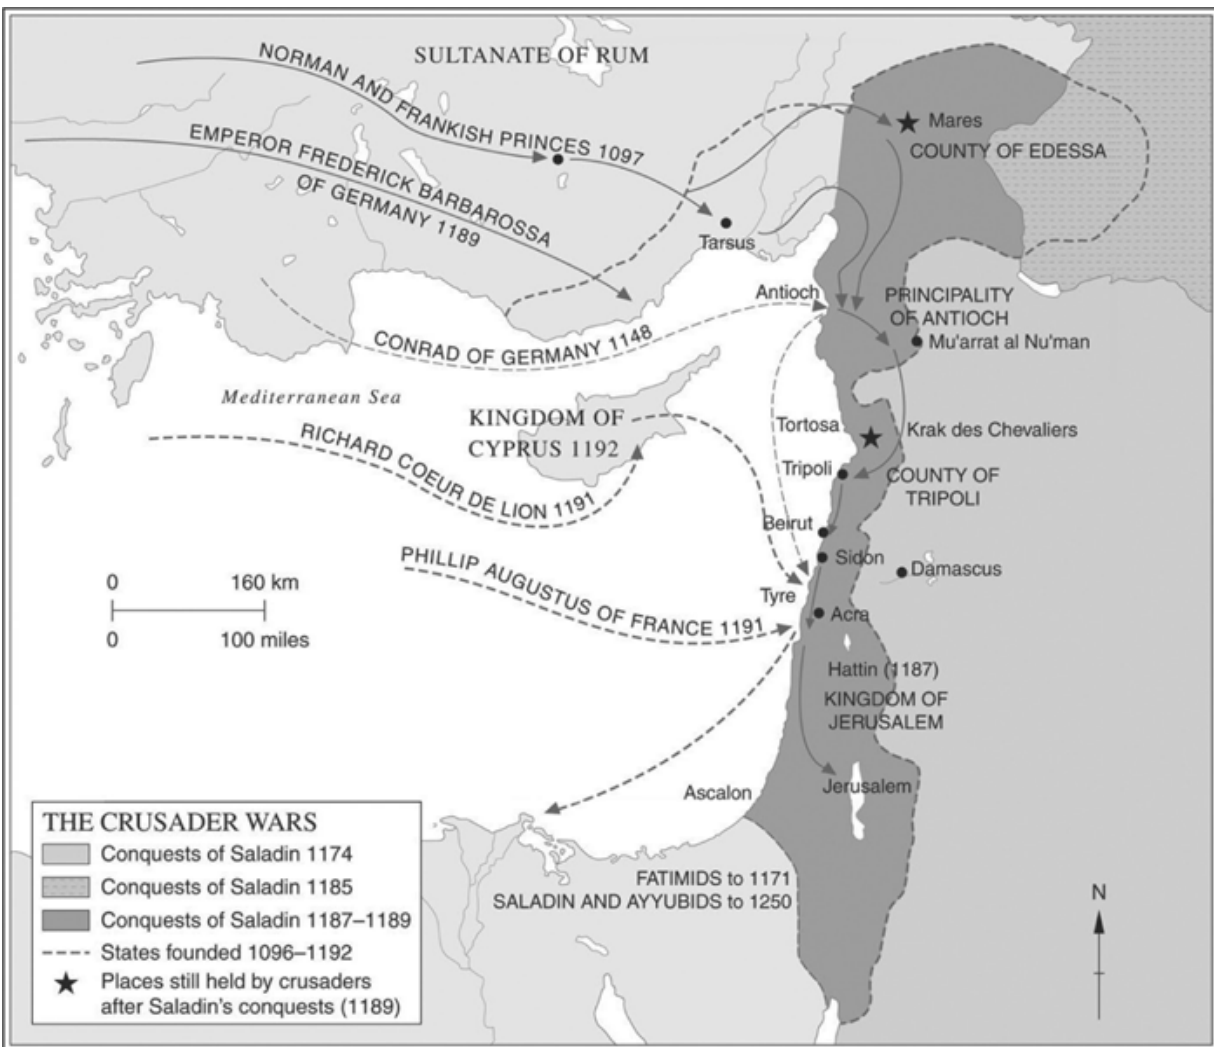 SULTANATE OF RUM
NORMAN AND FRANKISH PRINCES 1097
EMPEROR FREDERICK BARBAROSSA
OF GERMANY 1189
Mares
COUNTY OF EDESSA
Tarsus
Antioch
PRINCIPALITY
OF ANTIOCH
Mu'arrat al Nu'man
CONRAD OF GERMANY 1148
Mediterranean Sea
KINGDOM OF
CYPRUS 1192
RICHARD COEUR DE LION 1191
Tortosa
Krak des Chevaliers
Tripoli
COUNTY OF
TRIPOLI
Beirut
Sidon
Damascus
PHILLIP AUGUSTUS OF FRANCE 1191
Tyre
Acra
0 160 km
0 100 miles
Hattin (1187)
KINGDOM OF
JERUSALEM
Jerusalem
Ascalon
FATIMIDS to 1171
SALADIN AND AYYUBIDS to 1250
THE CRUSADER WARS
Conquests of Saladin 1174
Conquests of Saladin 1185
Conquests of Saladin 1187–1189
States founded 1096–1192
Places still held by crusaders
after Saladin's conquests (1189)
N